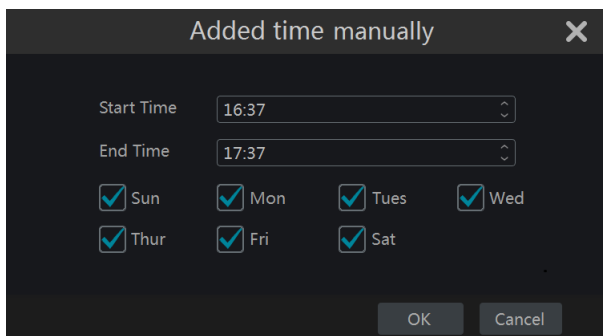 Added time manually
Start Time 16:37
End Time 17:37
Sun Mon Tues Wed
Thur Fri Sat
OK Cancel